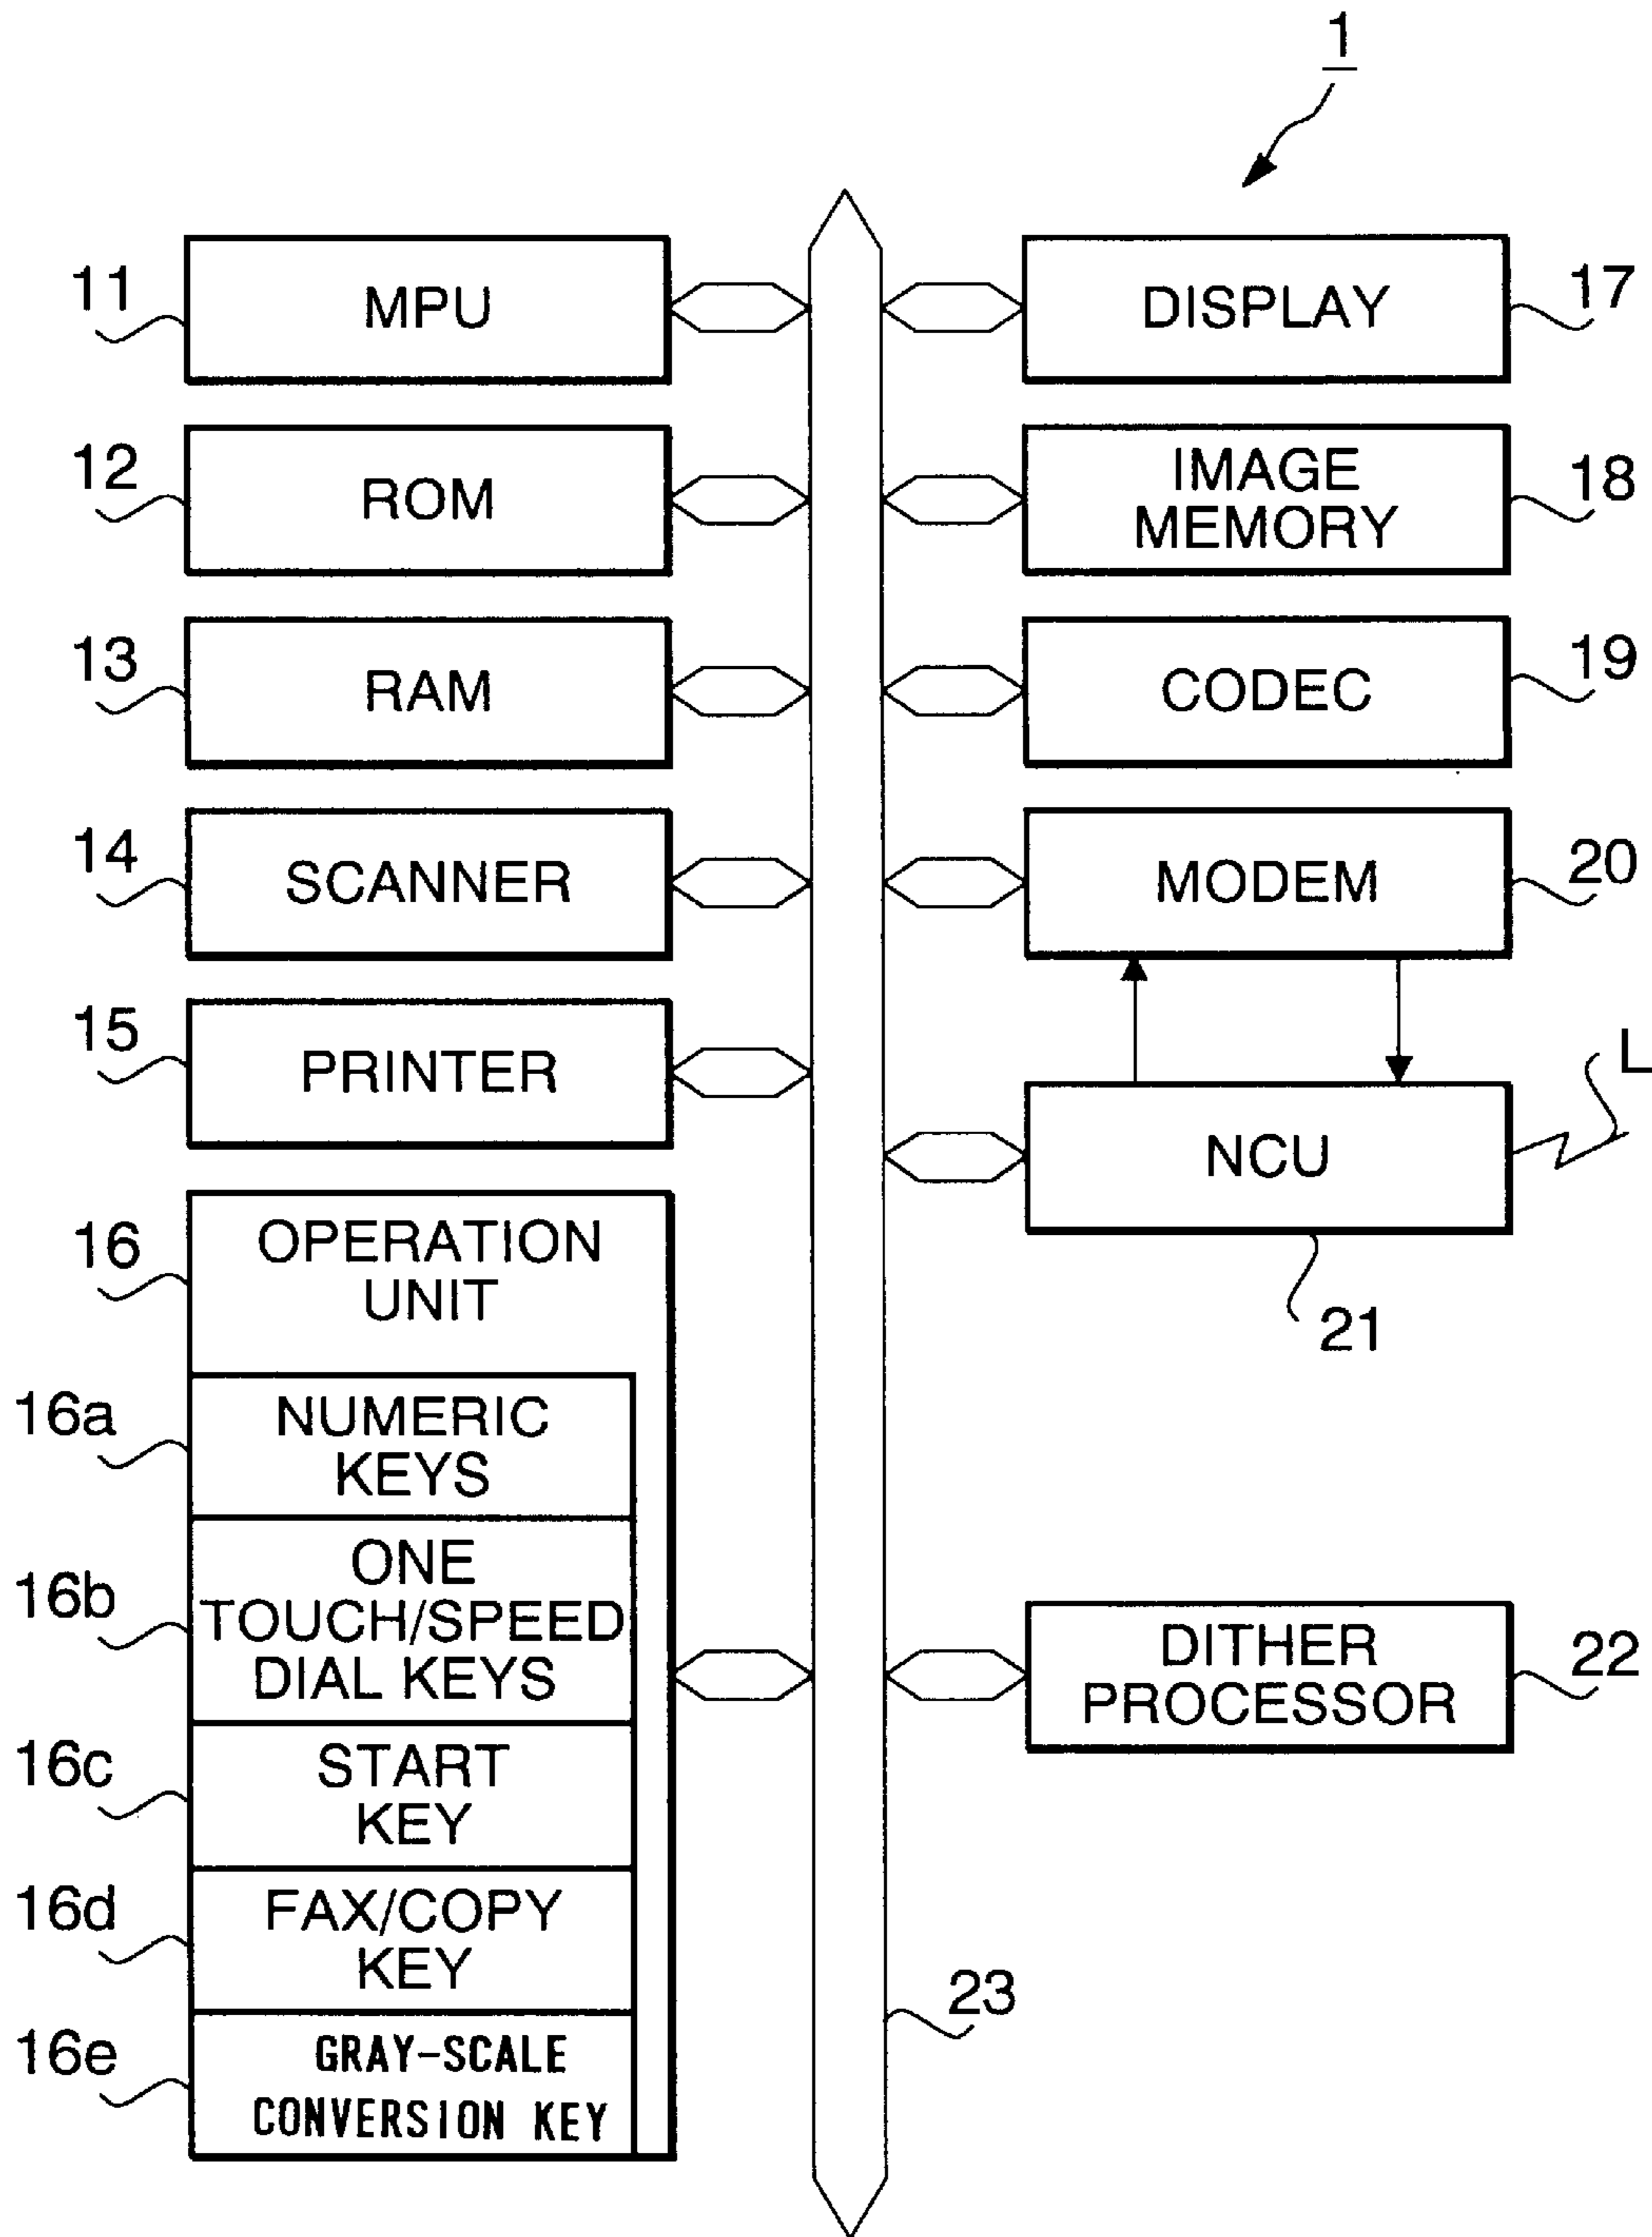 1
11
MPU
12
ROM
13
RAM
14
SCANNER
15
PRINTER
16
OPERATION
UNIT
16a
NUMERIC
KEYS
16b
ONE
TOUCH/SPEED
DIAL KEYS
16c
START
KEY
16d
FAX/COPY
KEY
16e
GRAY-SCALE
CONVERSION KEY
DISPLAY
17
IMAGE
MEMORY
18
CODEC
19
MODEM
20
L
NCU
21
DITHER
PROCESSOR
22
23